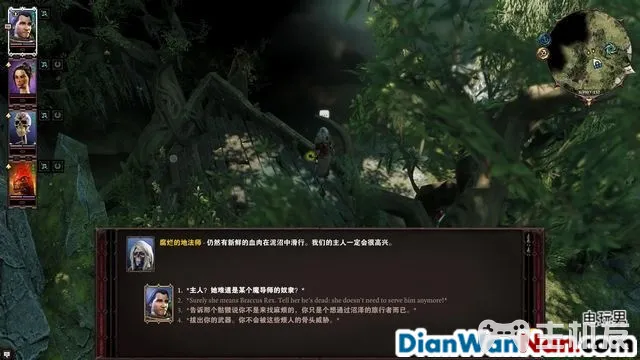 腐烂的地法师 - 仍然有新鲜的血肉在泥沼中滑行。我们的主人一定会很高兴。
1. *主人？她难道是某个魔导师的奴隶？*
2. *Surely she means Braccus Rex. Tell her he's dead: she doesn't need to serve him anymore!*
3. *告诉那个骷髅说你不是来找麻烦的，你只是个想通过沼泽的旅行者而已。*
4. *拔出你的武器。你不会被这些烦人的骨头威胁。*
电玩男
DianWanNan.com